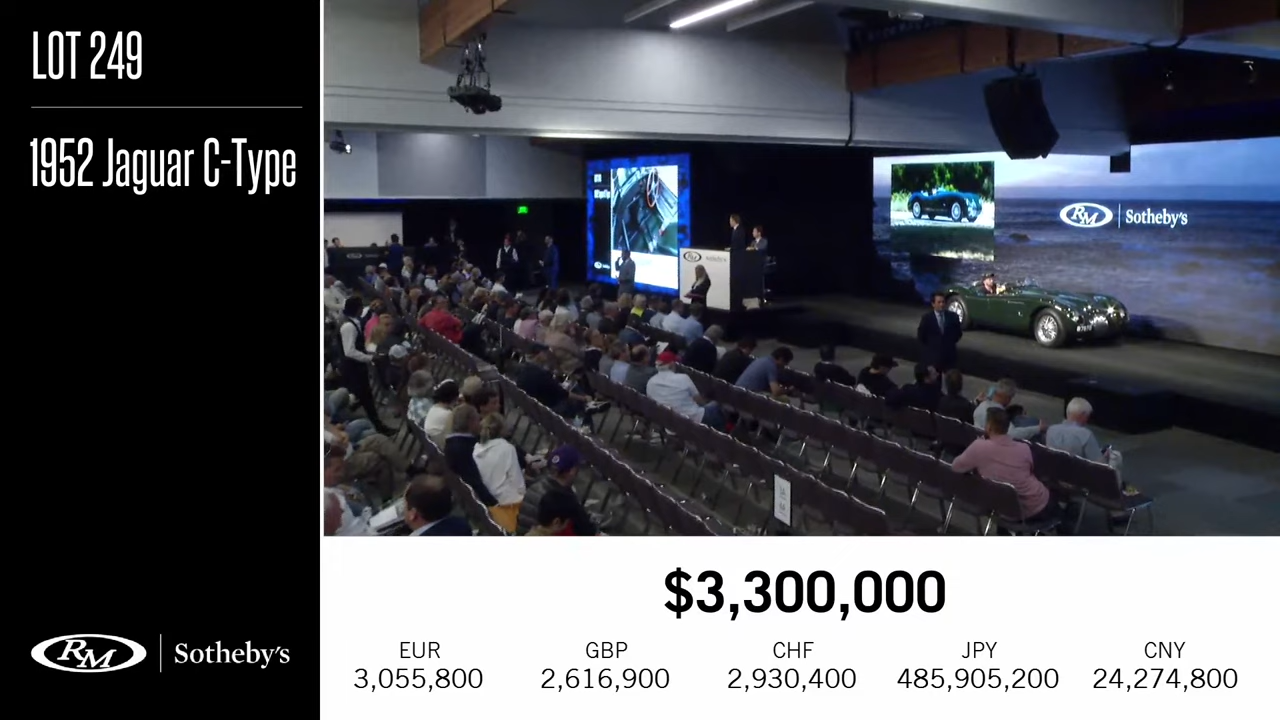 LOT 249
1952 Jaguar C-Type
RM Sotheby's
RM Sotheby's
$3,300,000
EUR GBP CHF JPY CNY
3,055,800 2,616,900 2,930,400 485,905,200 24,274,800